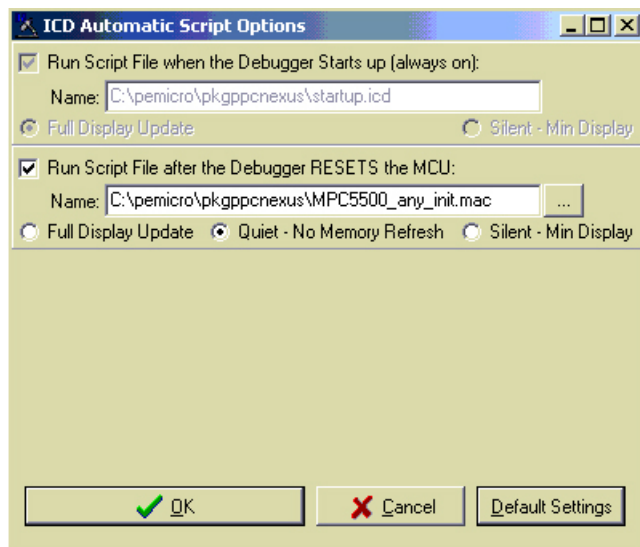 ICD Automatic Script Options
Run Script File when the Debugger Starts up (always on):
Name: C:\pemicro\pkgppcnexus\startup.icd
Full Display Update Silent - Min Display
Run Script File after the Debugger RESETS the MCU:
Name: C:\pemicro\pkgppcnexus\MPC5500_any_init.mac ...
Full Display Update Quiet - No Memory Refresh Silent - Min Display
OK Cancel Default Settings